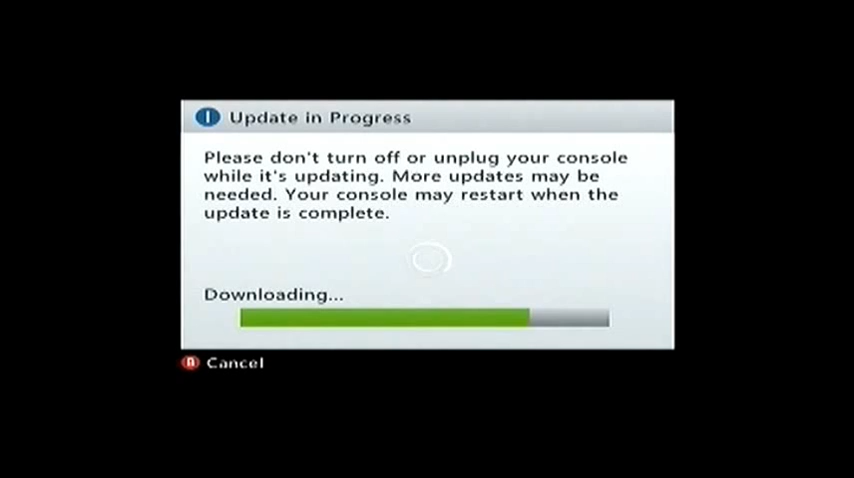 Update in Progress
Please don't turn off or unplug your console
while it's updating. More updates may be
needed. Your console may restart when the
update is complete.
Downloading...
B Cancel